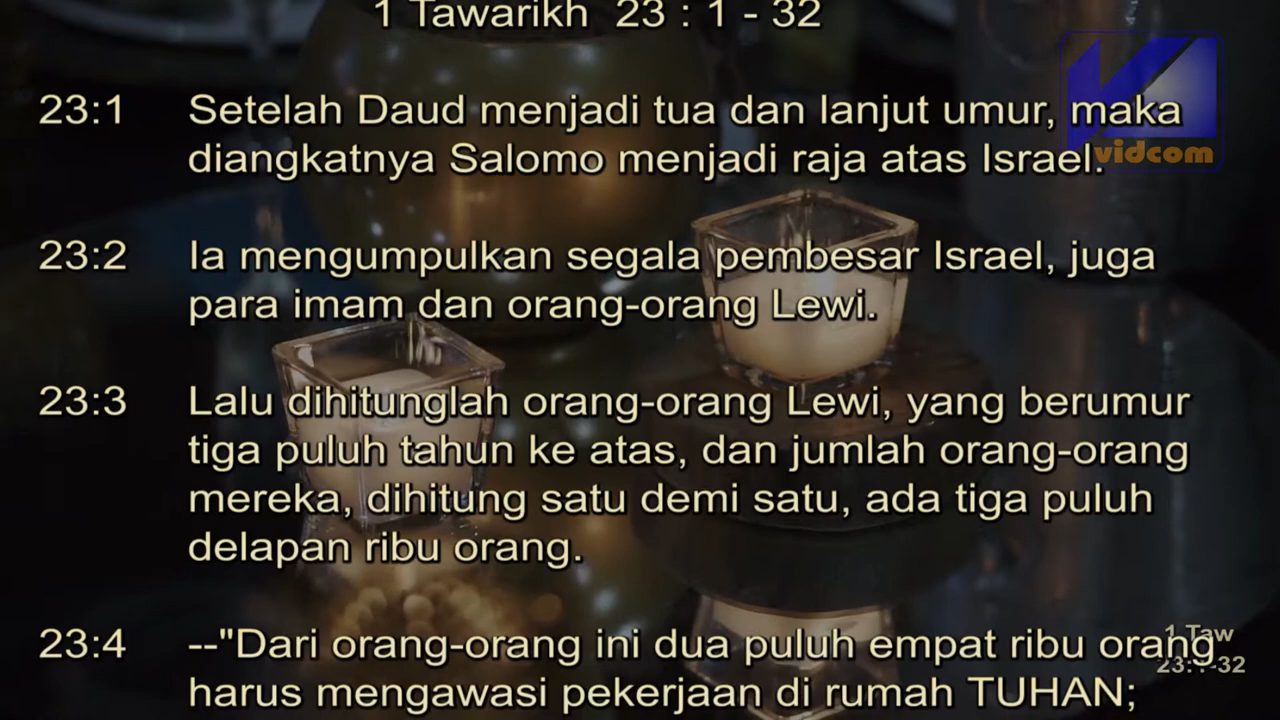 1 Tawarikh 23 : 1 - 32
23:1 Setelah Daud menjadi tua dan lanjut umur, maka
diangkatnya Salomo menjadi raja atas Israel.
vidcom
23:2 Ia mengumpulkan segala pembesar Israel, juga
para imam dan orang-orang Lewi.
23:3 Lalu dihitunglah orang-orang Lewi, yang berumur
tiga puluh tahun ke atas, dan jumlah orang-orang
mereka, dihitung satu demi satu, ada tiga puluh
delapan ribu orang.
23:4 --"Dari orang-orang ini dua puluh empat ribu orang
harus mengawasi pekerjaan di rumah TUHAN;
1 Taw
23:1-32